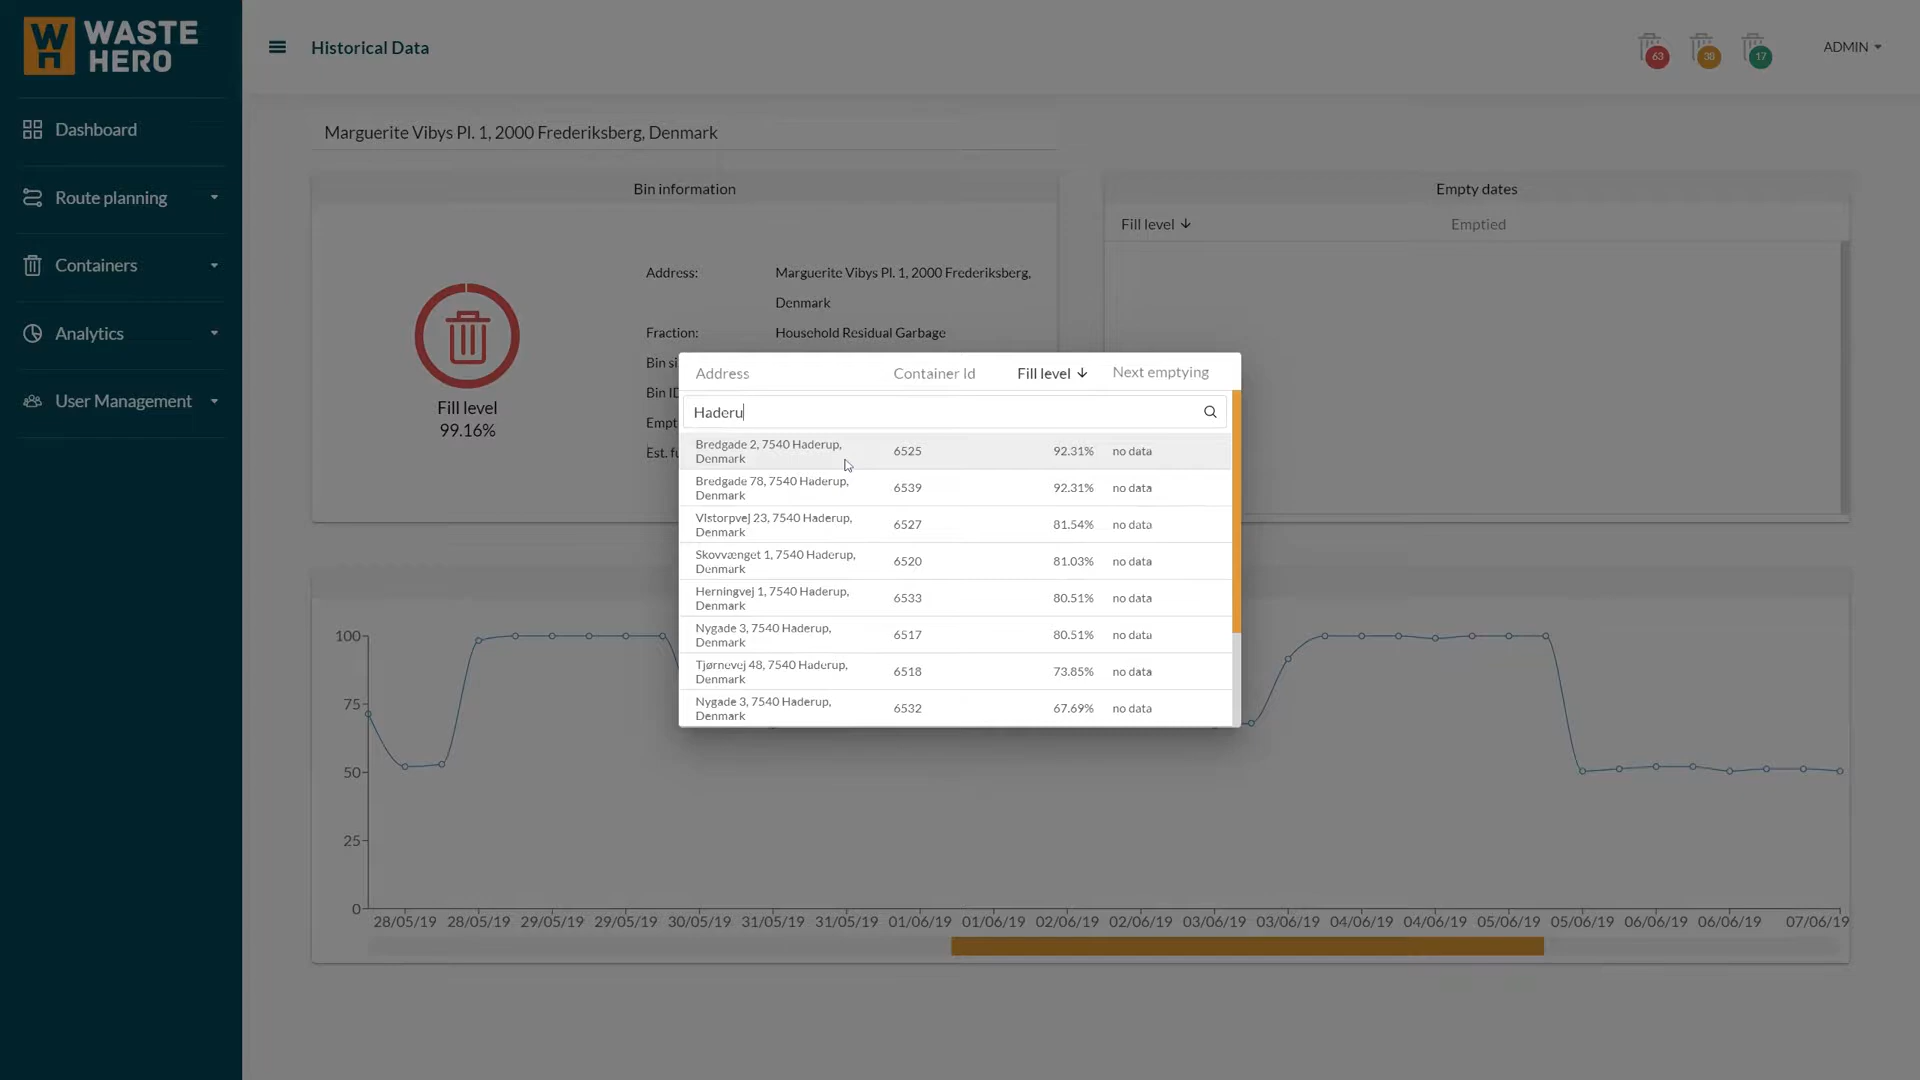 WASTE
HERO
Historical Data
63
38
17
ADMIN
Dashboard
Route planning
Containers
Analytics
User Management
Marguerite Vibys Pl. 1, 2000 Frederiksberg, Denmark
Bin information
Fill level
99.16%
Address:
Marguerite Vibys Pl. 1, 2000 Frederiksberg,
Denmark
Fraction:
Household Residual Garbage
Bin si
Bin ID
Empt
Est. fu
Empty dates
Fill level
Emptied
Address Container Id Fill level Next emptying
Haderu
Bredgade 2, 7540 Haderup,
Denmark
6525 92.31% no data
Bredgade 78, 7540 Haderup,
Denmark
6539 92.31% no data
Vistorpvej 23, 7540 Haderup,
Denmark
6527 81.54% no data
Skovvænget 1, 7540 Haderup,
Denmark
6520 81.03% no data
Herningvej 1, 7540 Haderup,
Denmark
6533 80.51% no data
Nygade 3, 7540 Haderup,
Denmark
6517 80.51% no data
Tjørnevej 48, 7540 Haderup,
Denmark
6518 73.85% no data
Nygade 3, 7540 Haderup,
Denmark
6532 67.69% no data
100
75
50
25
0
28/05/19 28/05/19 29/05/19 29/05/19 30/05/19 31/05/19 31/05/19 01/06/19 01/06/19 02/06/19 02/06/19 03/06/19 03/06/19 04/06/19 04/06/19 05/06/19 05/06/19 06/06/19 06/06/19 07/06/19